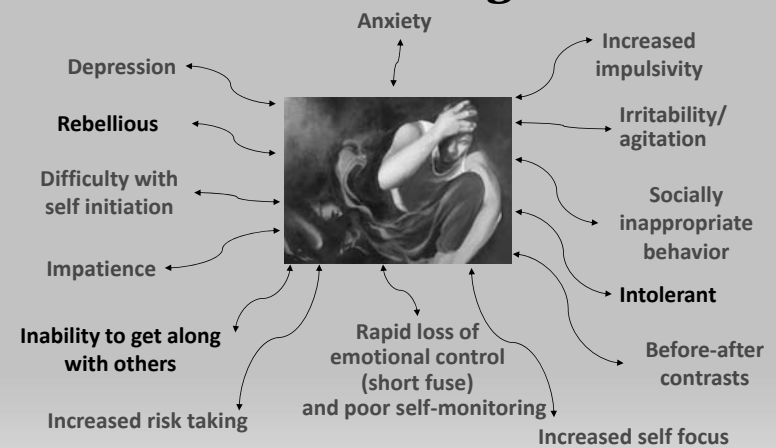 Anxiety
Increased
impulsivity
Depression
Irritability/
agitation
Rebellious
Difficulty with
self initiation
Socially
inappropriate
behavior
Impatience
Intolerant
Inability to get along
with others
Rapid loss of
emotional control
(short fuse)
and poor self-monitoring
Before-after
contrasts
Increased risk taking
Increased self focus